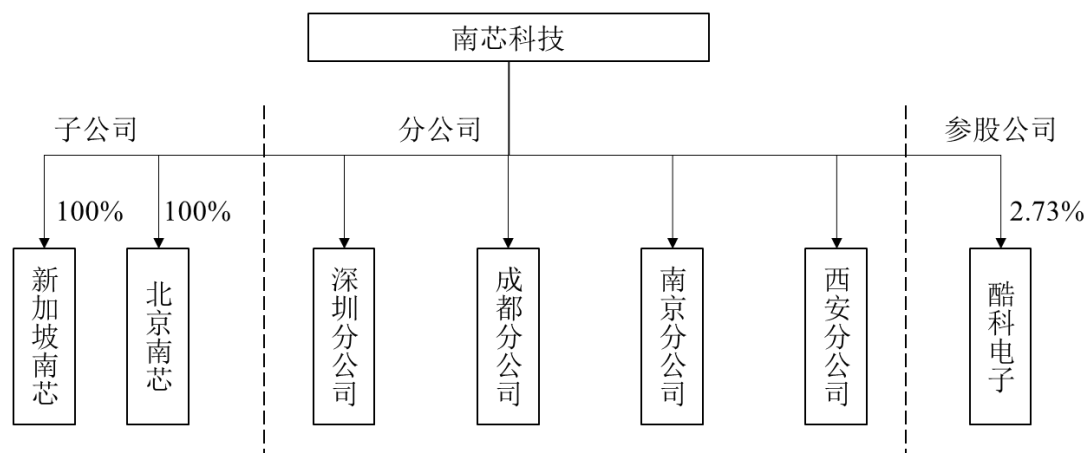 南芯科技
子公司
分公司
参股公司
100%
100%
2.73%
新加坡南芯
北京南芯
深圳分公司
成都分公司
南京分公司
西安分公司
酷科电子